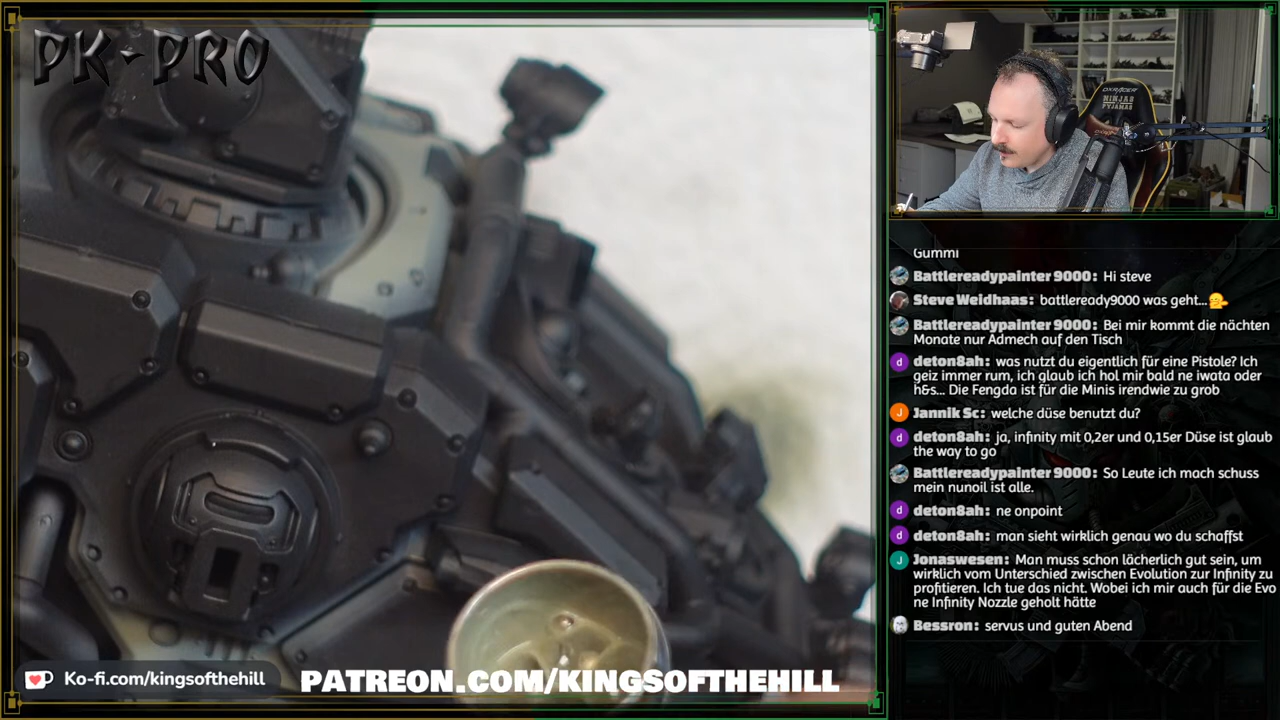 PK-PRO
DXRACER
NINJAS
PYJAMAS
Gummi
Battlereadypainter 9000: Hi steve
Steve Weidhaas: battleready9000 was geht...
Battlereadypainter 9000: Bei mir kommt die nächten
Monate nur Admech auf den Tisch
deton8ah: was nutzt du eigentlich für eine Pistole? Ich
geiz immer rum, ich glaub ich hol mir bald ne iwata oder
h&s... Die Fengda ist für die Minis irendwie zu grob
Jannik Sc: welche düse benutzt du?
deton8ah: ja, infinity mit 0,2er und 0,15er Düse ist glaub
the way to go
Battlereadypainter 9000: So Leute ich mach schuss
mein nunoil ist alle.
deton8ah: ne onpoint
deton8ah: man sieht wirklich genau wo du schaffst
Jonaswesen: Man muss schon lächerlich gut sein, um
wirklich vom Unterschied zwischen Evolution zur Infinity zu
profitieren. Ich tue das nicht. Wobei ich mir auch für die Evo
ne Infinity Nozzle geholt hätte
Bessron: servus und guten Abend
Ko-fi.com/kingsofthehill
PATREON.COM/KINGSOFTHEHILL